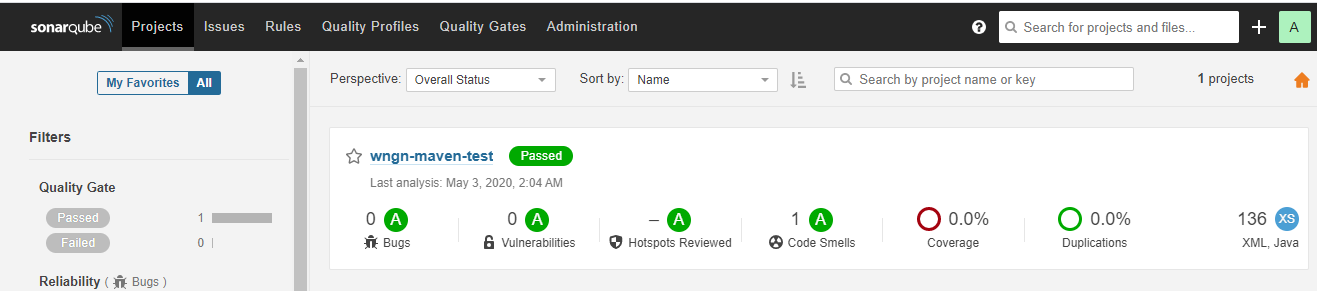 sonarqube Projects Issues Rules Quality Profiles Quality Gates Administration ? Search for projects and files... + A
My Favorites All
Perspective: Overall Status Sort by: Name Search by project name or key 1 projects
Filters
Quality Gate
Passed 1
Failed 0
Reliability ( Bugs )
wngn-maven-test Passed
Last analysis: May 3, 2020, 2:04 AM
0 A 0 A – A 1 A 0.0% 0.0% 136 XS
Bugs Vulnerabilities Hotspots Reviewed Code Smells Coverage Duplications XML, Java